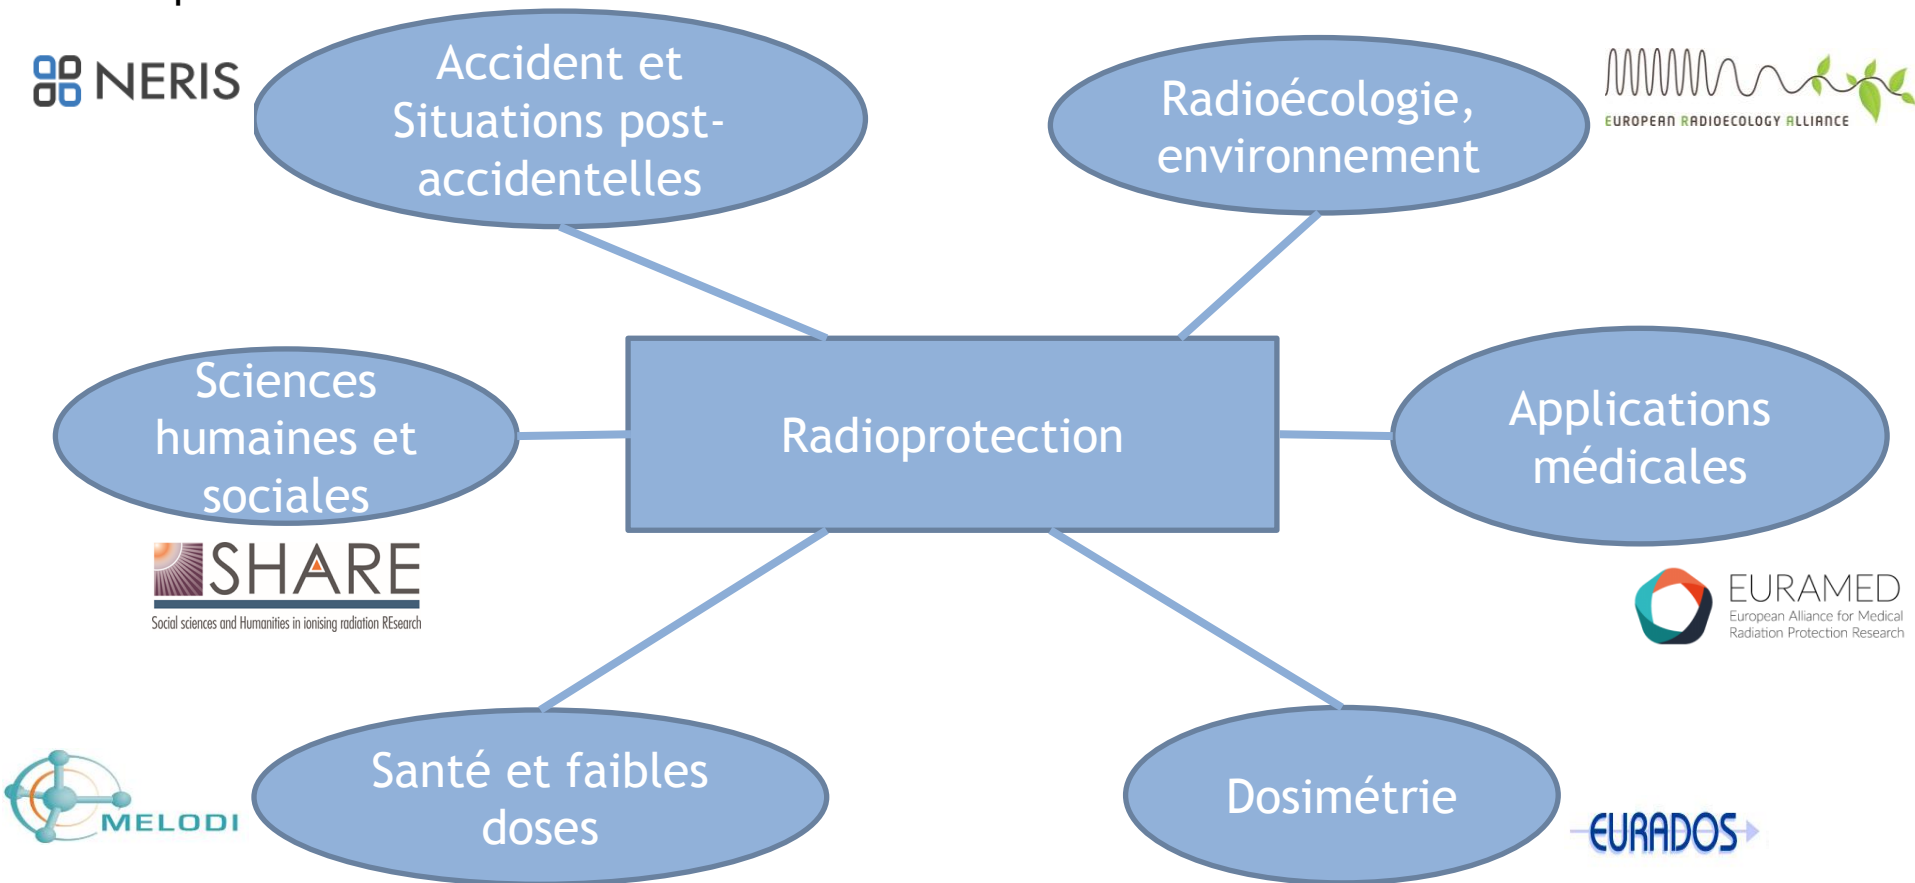 NERIS
Accident et
Situations post-
accidentelles
Radioécologie,
environnement
EUROPEAN RADIOECOLOGY ALLIANCE
Sciences
humaines et
sociales
Radioprotection
Applications
médicales
SHARE
Social sciences and Humanities in ionising radiation REsearch
EURAMED
European Alliance for Medical
Radiation Protection Research
MELODI
Santé et faibles
doses
Dosimétrie
EURADOS